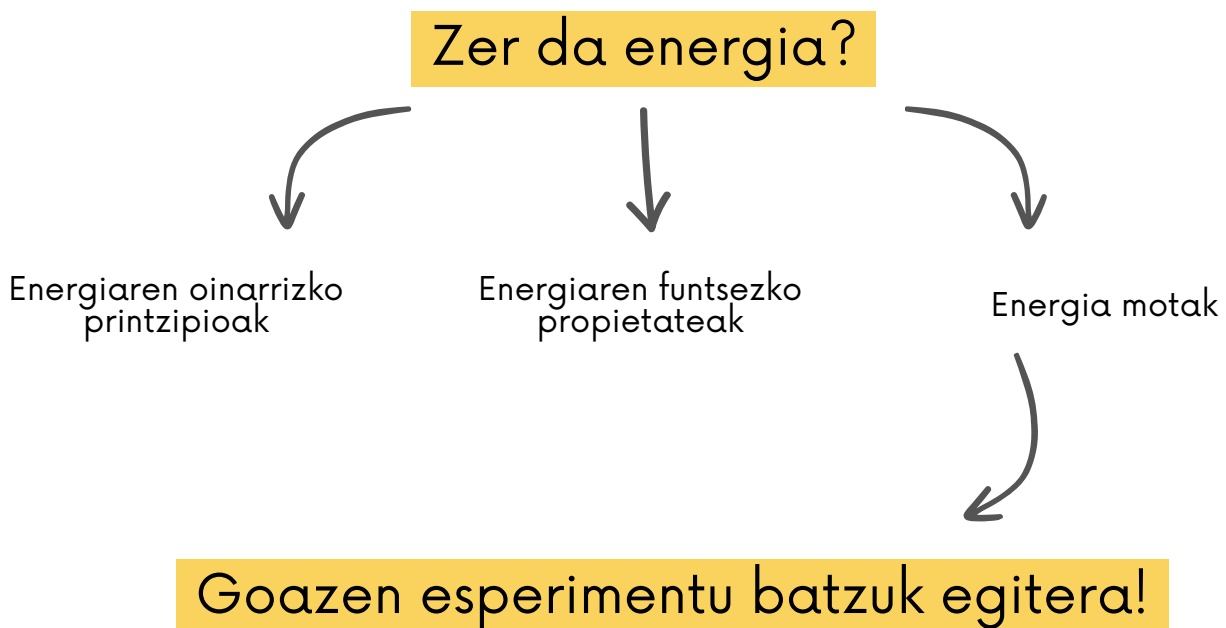 Zer da energia?
Energiaren oinarrizko
printzipioak
Energiaren funtsezko
propietateak
Energia motak
Goazen esperimentu batzuk egitera!